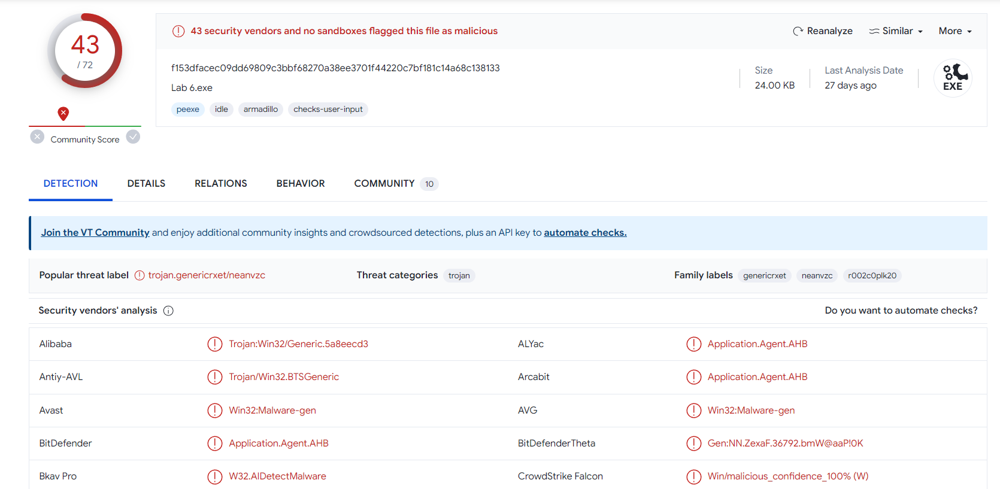 43
/ 72
Community Score
43 security vendors and no sandboxes flagged this file as malicious
Reanalyze
Similar
More
f153dfacec09dd69809c3bbf68270a38ee3701f44220c7bf181c14a68c138133
Lab 6.exe
peexe idle armadillo checks-user-input
Size
24.00 KB
Last Analysis Date
27 days ago
EXE
DETECTION DETAILS RELATIONS BEHAVIOR COMMUNITY 10
Join the VT Community and enjoy additional community insights and crowdsourced detections, plus an API key to automate checks.
Popular threat label trojan.genericrxet/neanvzc Threat categories trojan Family labels genericrxet neanvzc r002c0plk20
Security vendors' analysis Do you want to automate checks?
Alibaba Trojan:Win32/Generic.5a8eecd3 ALYac Application.Agent.AHB
Antiy-AVL Trojan/Win32.BTSGeneric Arcabit Application.Agent.AHB
Avast Win32:Malware-gen AVG Win32:Malware-gen
BitDefender Application.Agent.AHB BitDefenderTheta Gen:NN.ZexaF.36792.bmW@aaP!0K
Bkav Pro W32.AIDetectMalware CrowdStrike Falcon Win/malicious_confidence_100% (W)